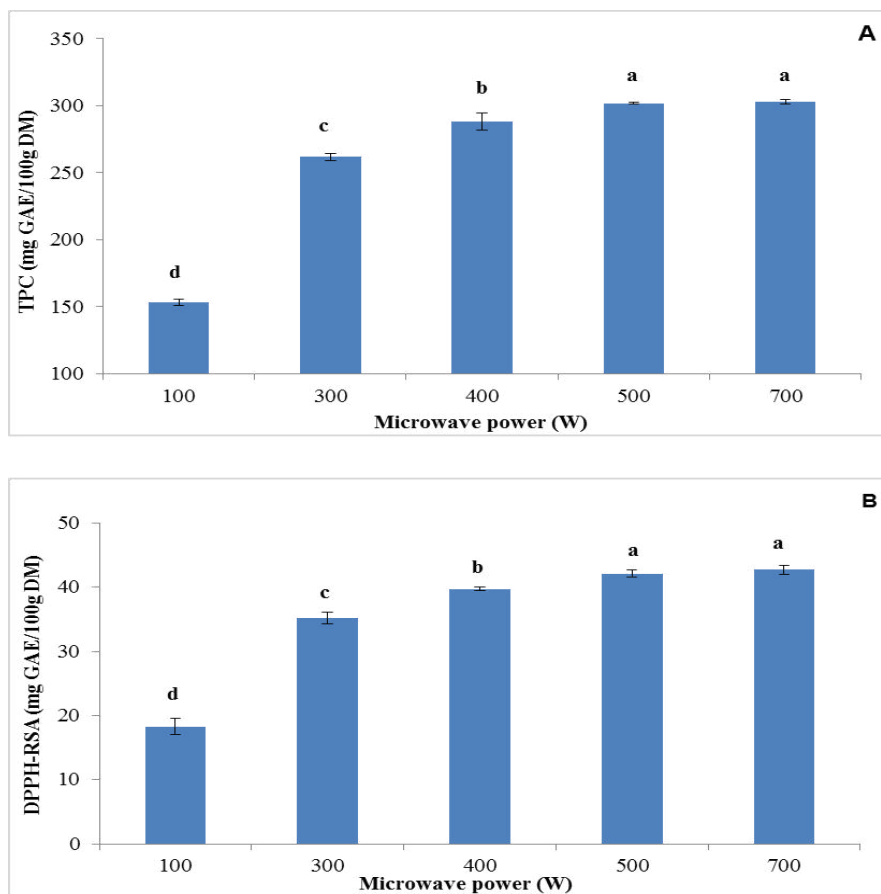 A
350
300
250
200
150
100
TPC (mg GAE/100g DM)
d
c
b
a
a
100 300 400 500 700
Microwave power (W)
B
50
40
30
20
10
0
DPPH-RSA (mg GAE/100g DM)
d
c
b
a
a
100 300 400 500 700
Microwave power (W)